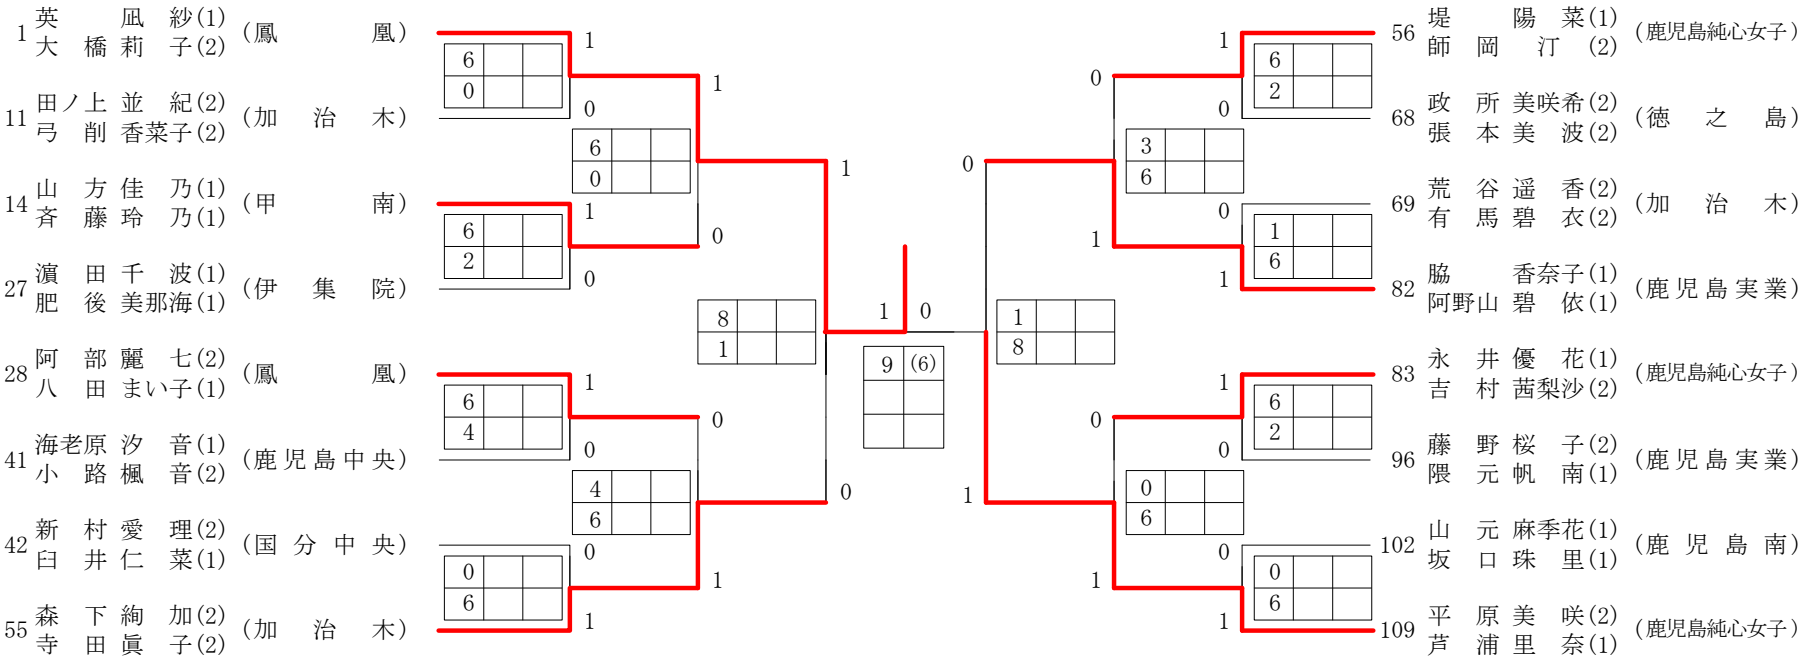 1 英 凰 紗(1) (鳳 凰)
大 橋 莉 子(2)
11 田ノ上 並 紀(2) (加 治 木)
弓 削 香菜子(2)
14 山 方 佳 乃(1) (甲 南)
斉 藤 玲 乃(1)
27 濵 田 千 波(1) (伊 集 院)
肥 後 美那海(1)
28 阿 部 麗 七(2) (鳳 凰)
八 田 まい子(1)
41 海老原 汐 音(1) (鹿児島中央)
小 路 楓 音(2)
42 新 村 愛 理(2) (国分中央)
臼 井 仁 菜(1)
55 森 下 絢 加(2) (加 治 木)
寺 田 眞 子(2)
1
6
0
0
1
6
2
0
1
6
4
0
0
0
6
1
1
6
0
0
0
4
6
1
1
8
1
0
1 0
9 (6)
0
1
8
1
0
3
6
1
0
0
6
1
1
6
2
0
0
1
6
1
1
6
2
0
0
0
6
1
56 堤 陽 菜(1) (鹿児島純心女子)
師 岡 汀 (2)
68 政 所 美咲希(2) (徳 之 島)
張 本 美 波(2)
69 荒 谷 遥 香(2) (加 治 木)
有 馬 碧 衣(2)
82 脇 香奈子(1) (鹿児島実業)
阿野山 碧 依(1)
83 永 井 優 花(1) (鹿児島純心女子)
吉 村 茜梨沙(2)
96 藤 野 桜 子(2) (鹿児島実業)
隈 元 帆 南(1)
102 山 元 麻季花(1) (鹿児島南)
坂 口 珠 里(1)
109 平 原 美 咲(2) (鹿児島純心女子)
芦 浦 里 奈(1)